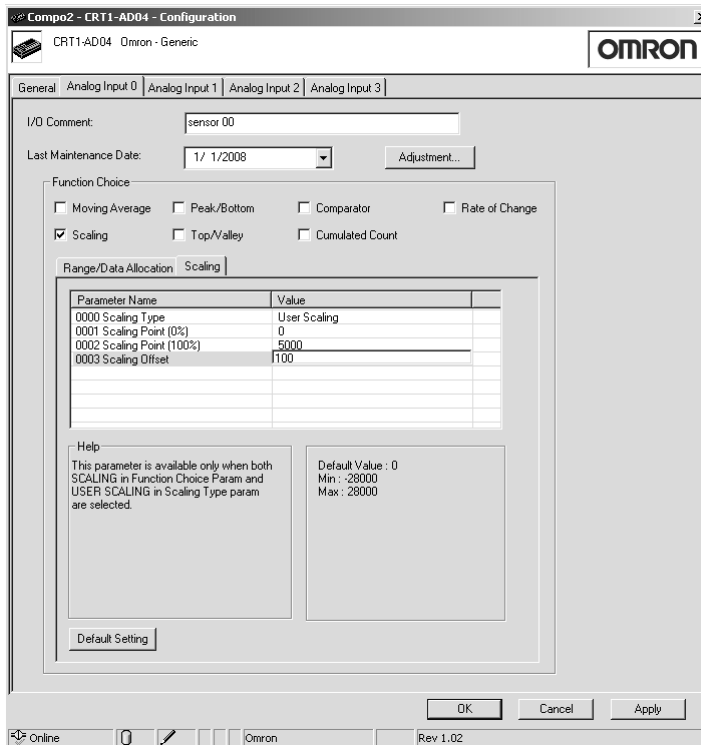 Compo2 - CRT1-AD04 - Configuration
CRT1-AD04 Omron - Generic
OMRON
General Analog Input 0 Analog Input 1 Analog Input 2 Analog Input 3
I/O Comment: sensor 00
Last Maintenance Date: 1/ 1/2008 Adjustment...
Function Choice
Moving Average Peak/Bottom Comparator Rate of Change
Scaling Top/Valley Cumulated Count
Range/Data Allocation Scaling
Parameter Name Value
0000 Scaling Type User Scaling
0001 Scaling Point (0%) 0
0002 Scaling Point (100%) 5000
0003 Scaling Offset 100
Help
This parameter is available only when both
SCALING in Function Choice Param and
USER SCALING in Scaling Type param
are selected.
Default Value : 0
Min : -28000
Max : 28000
Default Setting
OK Cancel Apply
Online Omron Rev 1.02